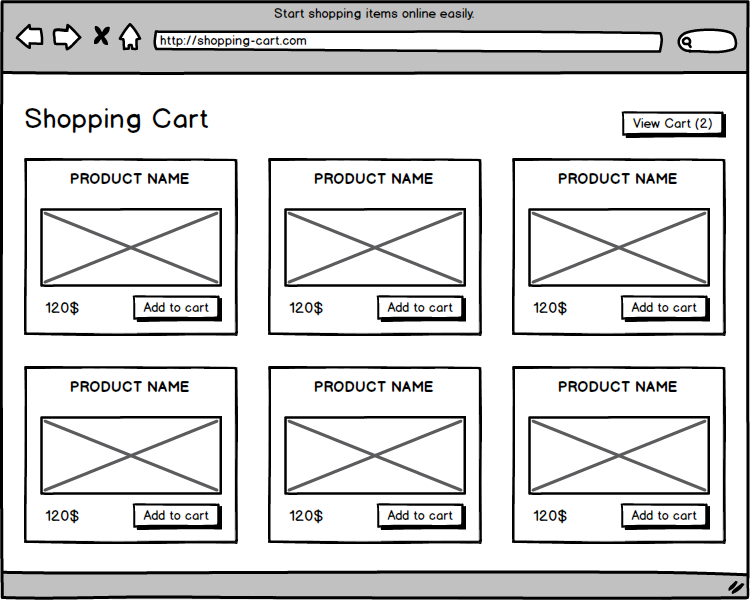 Start shopping items online easily.
http://shopping-cart.com
Shopping Cart
View Cart (2)
PRODUCT NAME PRODUCT NAME PRODUCT NAME
120$ Add to cart 120$ Add to cart 120$ Add to cart
PRODUCT NAME PRODUCT NAME PRODUCT NAME
120$ Add to cart 120$ Add to cart 120$ Add to cart